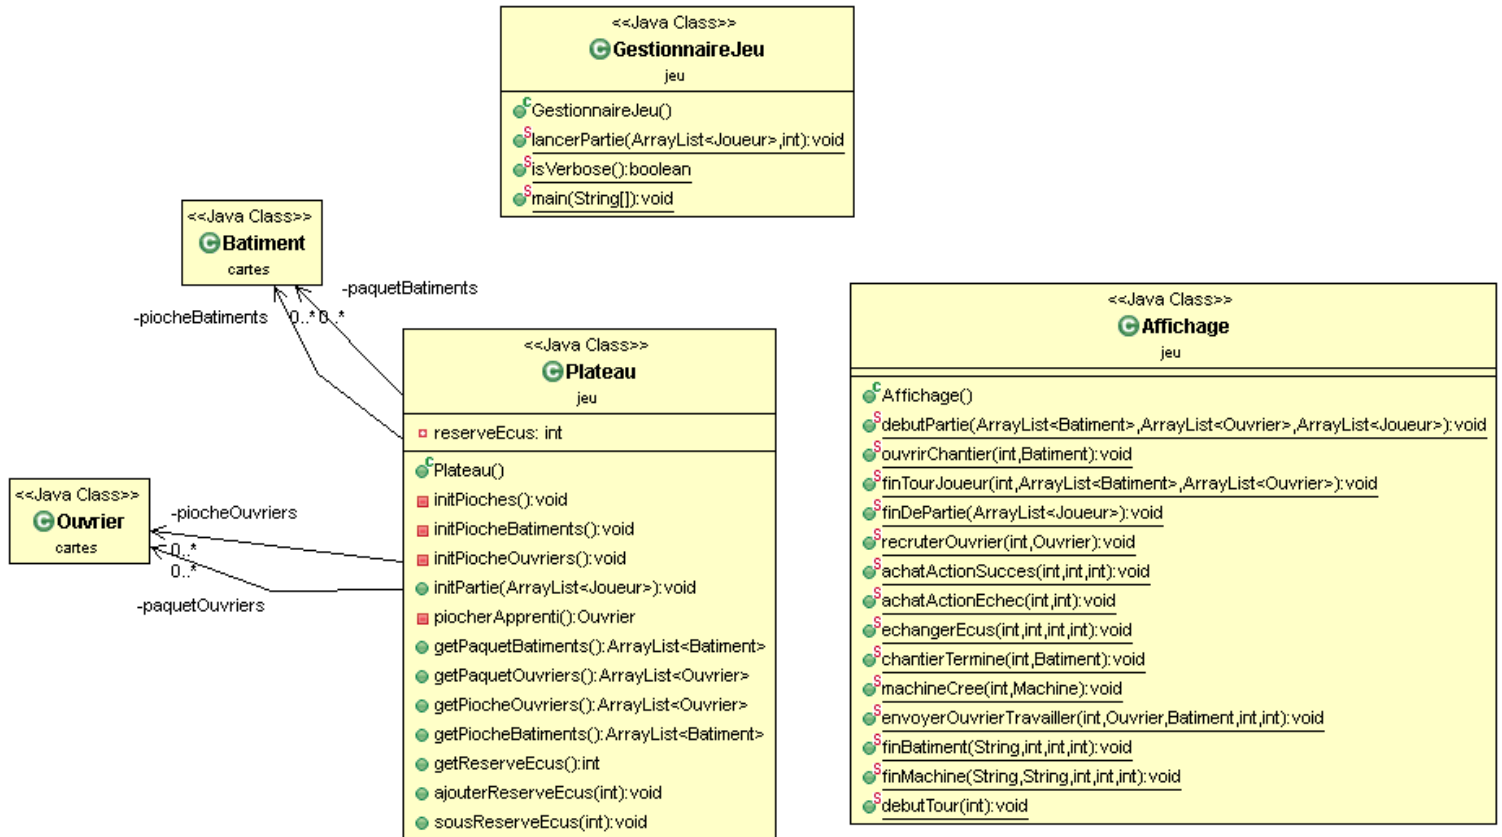 <<Java Class>>
GestionnaireJeu
jeu
GestionnaireJeu()
lancerPartie(ArrayList<Joueur>,int):void
isVerbose():boolean
main(String[]):void
<<Java Class>>
Batiment
cartes
-paquetBatiments
-piocheBatiments
0..*
0..*
<<Java Class>>
Plateau
jeu
reserveEcus: int
Plateau()
initPioches():void
initPiocheBatiments():void
initPiocheOuvriers():void
initPartie(ArrayList<Joueur>):void
piocherApprenti():Ouvrier
getPaquetBatiments():ArrayList<Batiment>
getPaquetOuvriers():ArrayList<Ouvrier>
getPiocheOuvriers():ArrayList<Ouvrier>
getPiocheBatiments():ArrayList<Batiment>
getReserveEcus():int
ajouterReserveEcus(int):void
sousReserveEcus(int):void
<<Java Class>>
Ouvrier
cartes
-piocheOuvriers
0..*
0..*
-paquetOuvriers
<<Java Class>>
Affichage
jeu
Affichage()
debutPartie(ArrayList<Batiment>,ArrayList<Ouvrier>,ArrayList<Joueur>):void
ouvrirChantier(int,Batiment):void
finTourJoueur(int,ArrayList<Batiment>,ArrayList<Ouvrier>):void
finDePartie(ArrayList<Joueur>):void
recruterOuvrier(int,Ouvrier):void
achatActionSucces(int,int,int):void
achatActionEchec(int,int):void
echangerEcus(int,int,int,int):void
chantierTermine(int,Batiment):void
machineCree(int,Machine):void
envoyerOuvrierTravailler(int,Ouvrier,Batiment,int,int):void
finBatiment(String,int,int,int):void
finMachine(String,String,int,int,int):void
debutTour(int):void